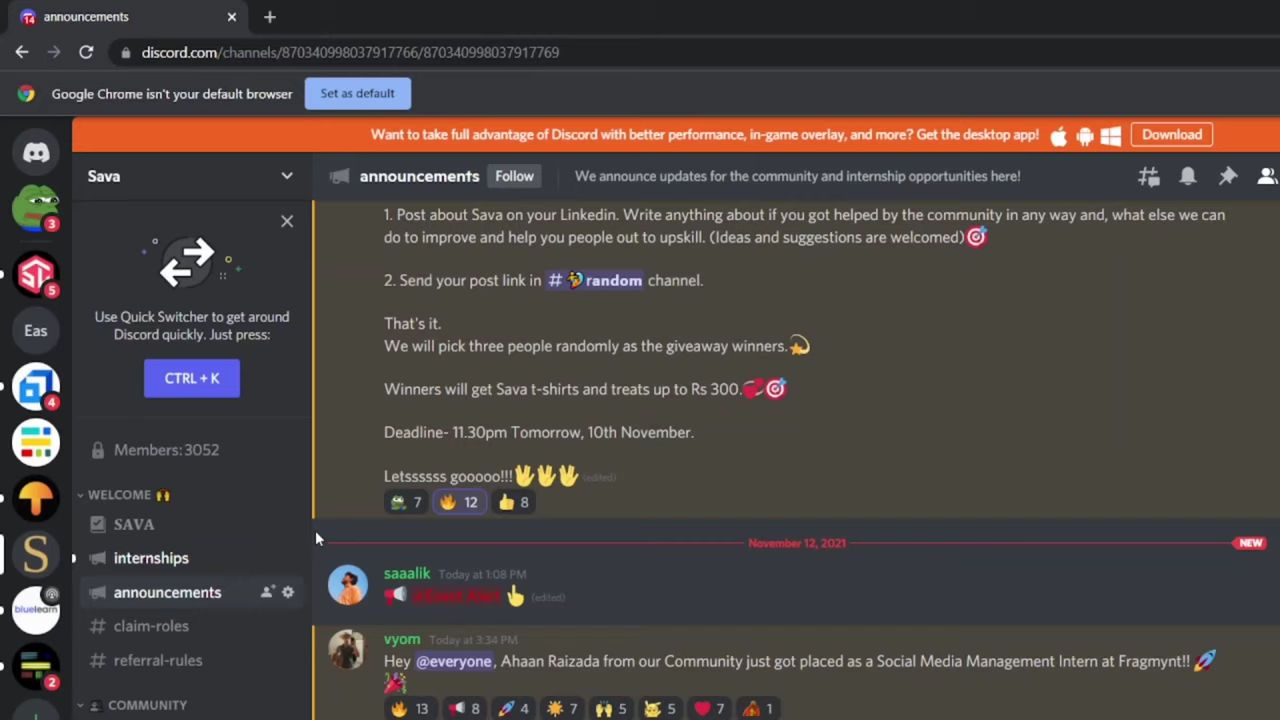 14 announcements
discord.com/channels/870340998037917766/870340998037917769
Google Chrome isn't your default browser Set as default
Want to take full advantage of Discord with better performance, in-game overlay, and more? Get the desktop app! Download
Sava
announcements Follow We announce updates for the community and internship opportunities here!
3
5
Eas
4
S
bluelearn
2
Use Quick Switcher to get around
Discord quickly. Just press:
CTRL + K
Members: 3052
WELCOME 🙌
SAVA
internships
announcements
# claim-roles
# referral-rules
COMMUNITY
1. Post about Sava on your Linkedin. Write anything about if you got helped by the community in any way and, what else we can
do to improve and help you people out to upskill. (Ideas and suggestions are welcomed)🎯
2. Send your post link in # random channel.
That's it.
We will pick three people randomly as the giveaway winners.💫
Winners will get Sava t-shirts and treats up to Rs 300.💞🎯
Deadline- 11.30pm Tomorrow, 10th November.
Letssssss gooooo!!!🖖🖖🖖 (edited)
7 🔥 12 👍 8
November 12, 2021 NEW
saaalik Today at 1:08 PM
📢 @Event Alert 👆 (edited)
vyom Today at 3:34 PM
Hey @everyone, Ahaan Raizada from our Community just got placed as a Social Media Management Intern at Fragmynt!! 🚀
🎉
🔥 13 📢 8 🚀 4 7 🙌 5 5 ❤️ 7 1